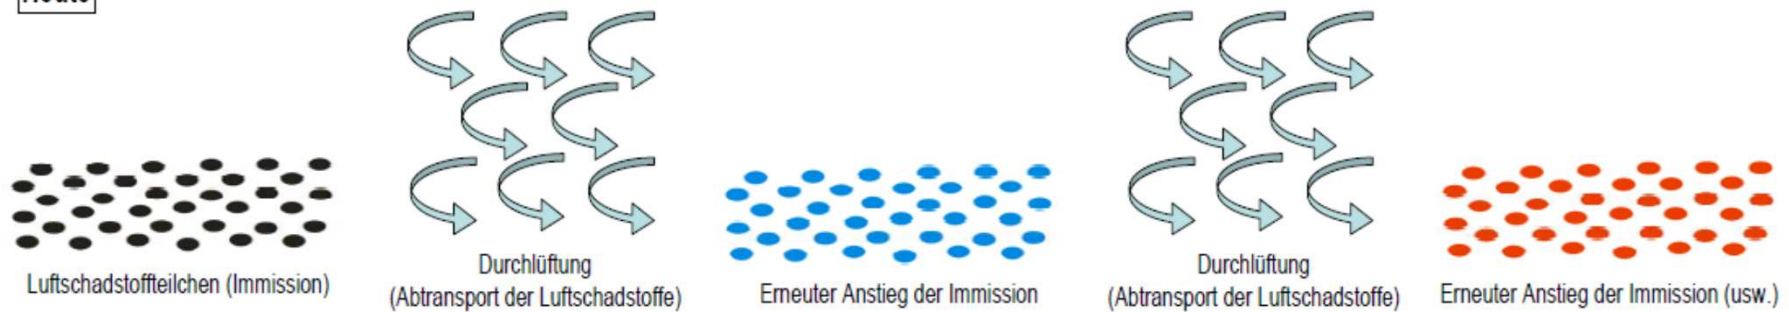 Heute
Luftschadstoffteilchen (Immission)
Durchlüftung
(Abtransport der Luftschadstoffe)
Erneuter Anstieg der Immission
Durchlüftung
(Abtransport der Luftschadstoffe)
Erneuter Anstieg der Immission (usw.)